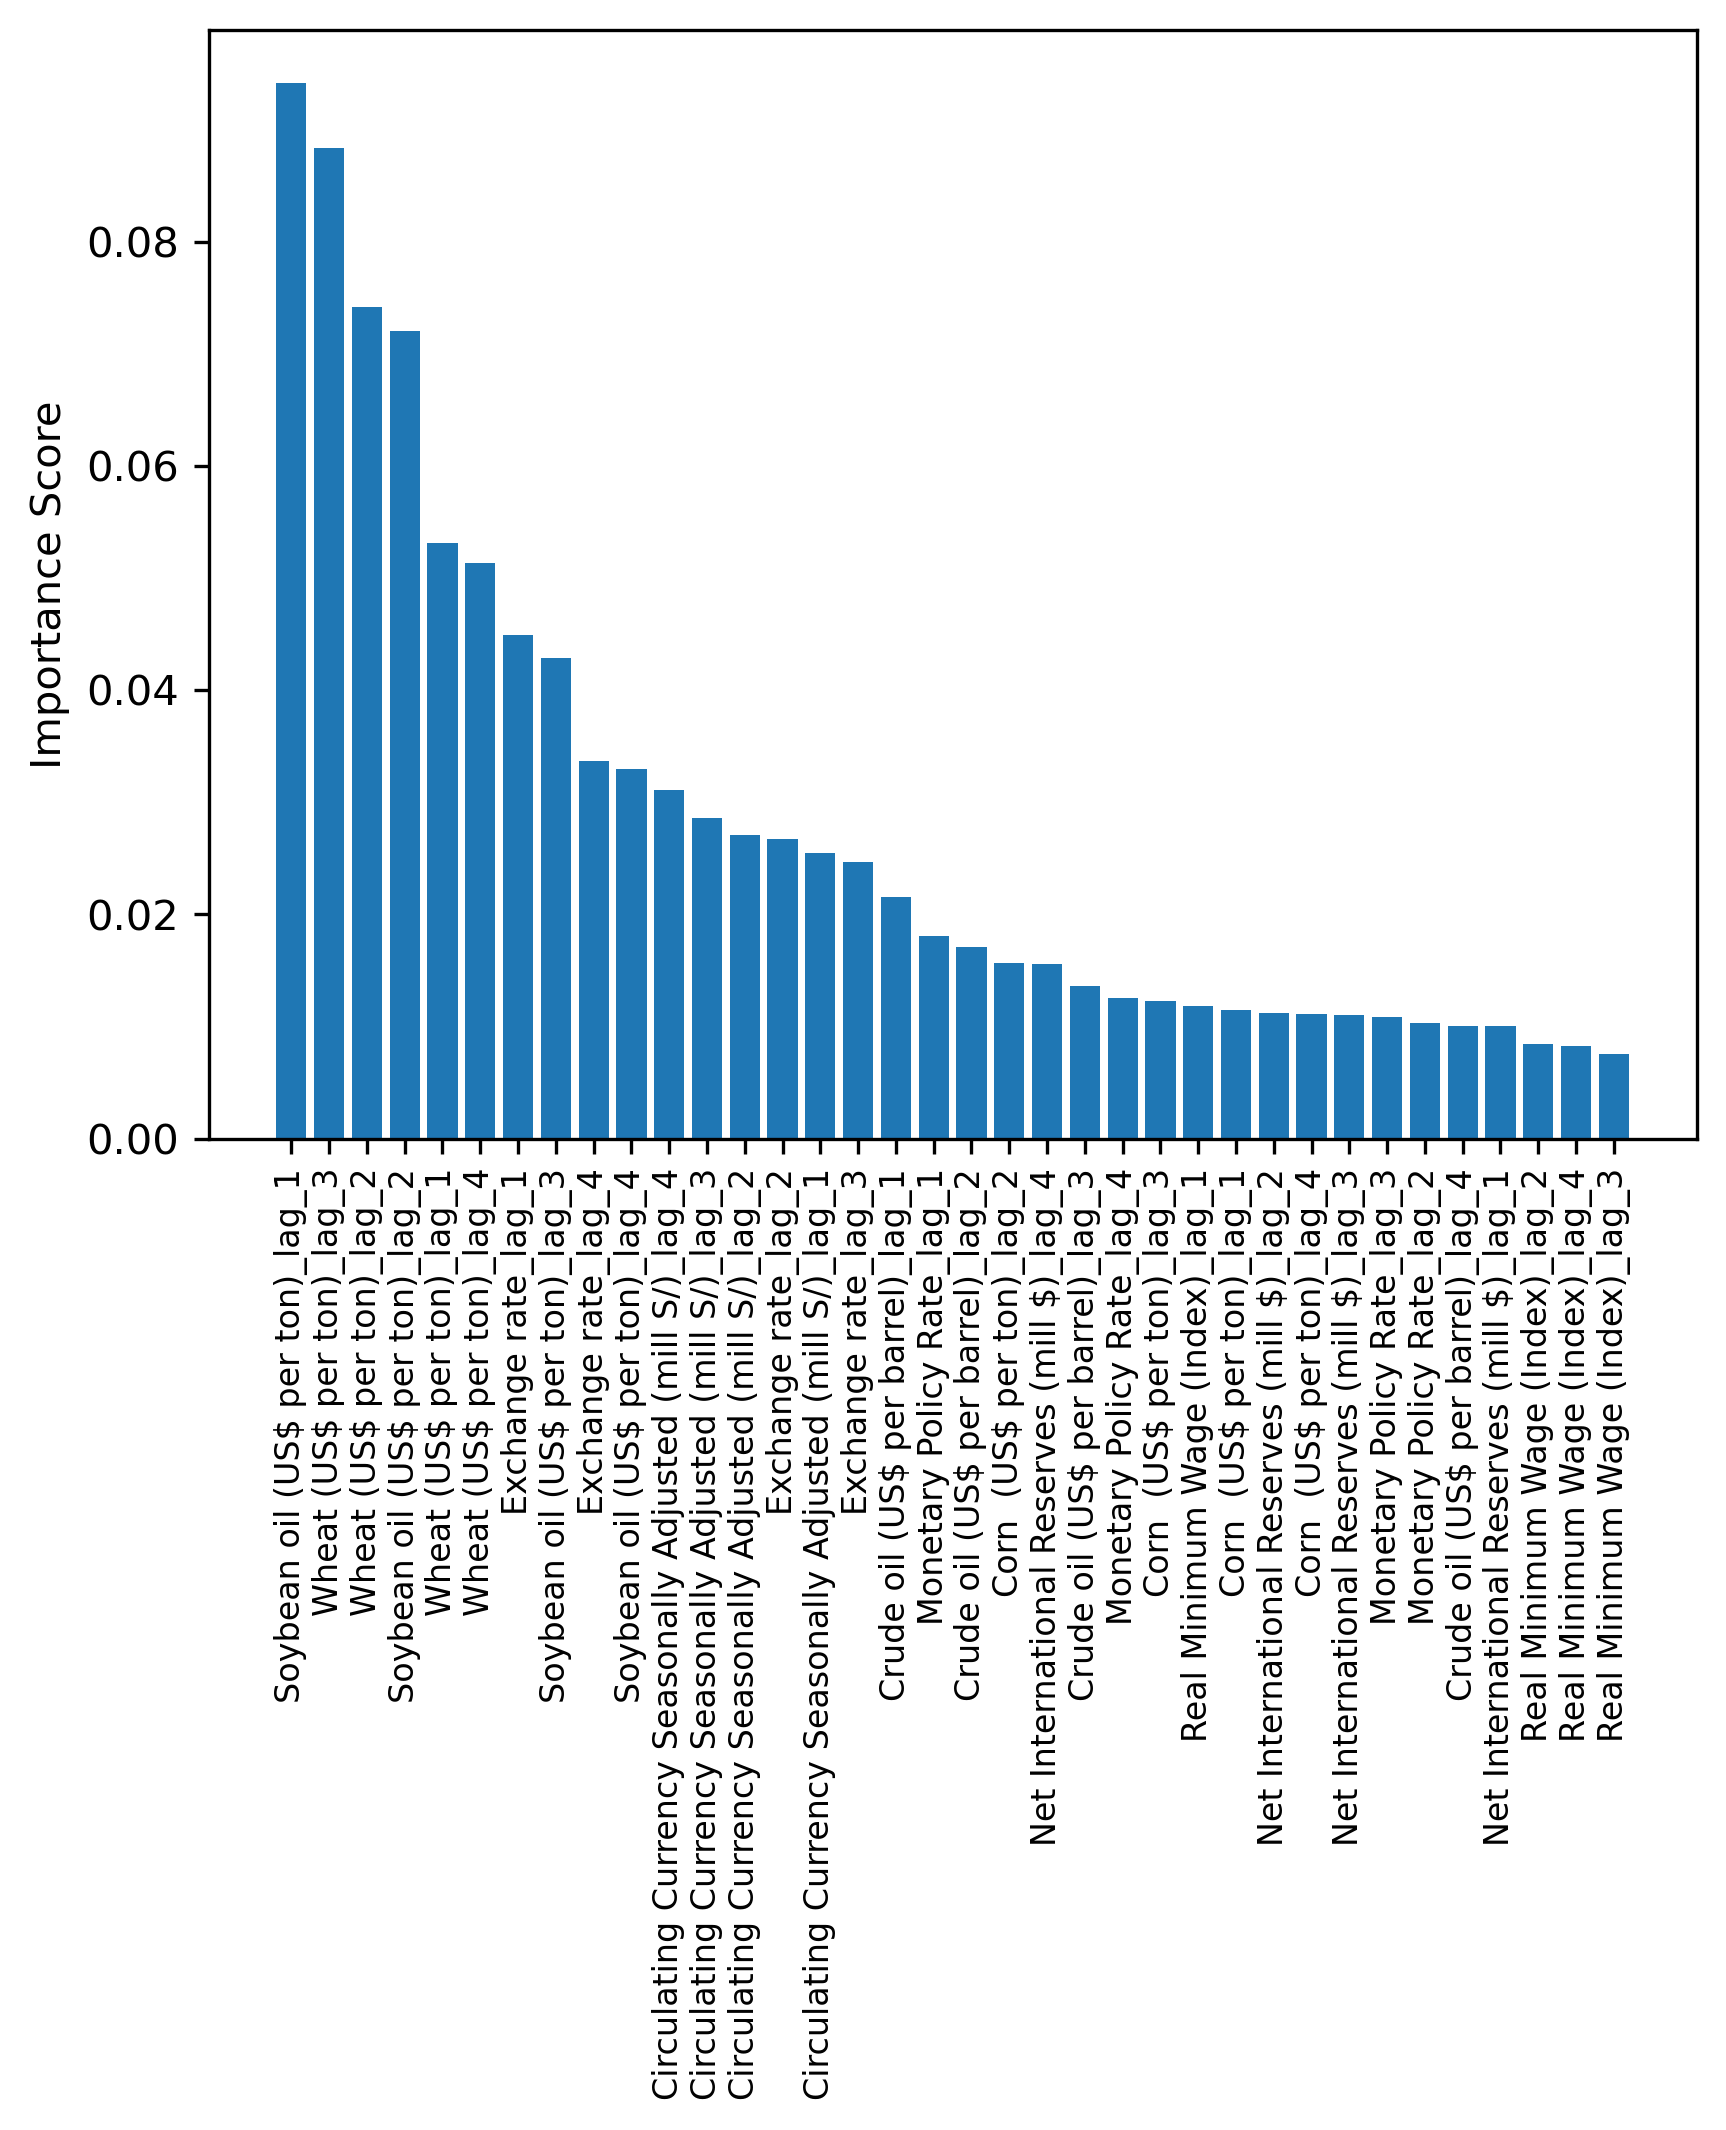 Importance Score
0.08
0.06
0.04
0.02
0.00
Soybean oil (US$ per ton)_lag_1
Wheat (US$ per ton)_lag_3
Wheat (US$ per ton)_lag_2
Soybean oil (US$ per ton)_lag_2
Wheat (US$ per ton)_lag_1
Wheat (US$ per ton)_lag_4
Exchange rate_lag_1
Soybean oil (US$ per ton)_lag_3
Exchange rate_lag_4
Soybean oil (US$ per ton)_lag_4
Circulating Currency Seasonally Adjusted (mill S/)_lag_4
Circulating Currency Seasonally Adjusted (mill S/)_lag_3
Circulating Currency Seasonally Adjusted (mill S/)_lag_2
Exchange rate_lag_2
Circulating Currency Seasonally Adjusted (mill S/)_lag_1
Exchange rate_lag_3
Crude oil (US$ per barrel)_lag_1
Monetary Policy Rate_lag_1
Crude oil (US$ per barrel)_lag_2
Corn  (US$ per ton)_lag_2
Net International Reserves (mill $)_lag_4
Crude oil (US$ per barrel)_lag_3
Monetary Policy Rate_lag_4
Corn  (US$ per ton)_lag_3
Real Minimum Wage (Index)_lag_1
Corn  (US$ per ton)_lag_1
Net International Reserves (mill $)_lag_2
Corn  (US$ per ton)_lag_4
Net International Reserves (mill $)_lag_3
Monetary Policy Rate_lag_3
Monetary Policy Rate_lag_2
Crude oil (US$ per barrel)_lag_4
Net International Reserves (mill $)_lag_1
Real Minimum Wage (Index)_lag_2
Real Minimum Wage (Index)_lag_4
Real Minimum Wage (Index)_lag_3